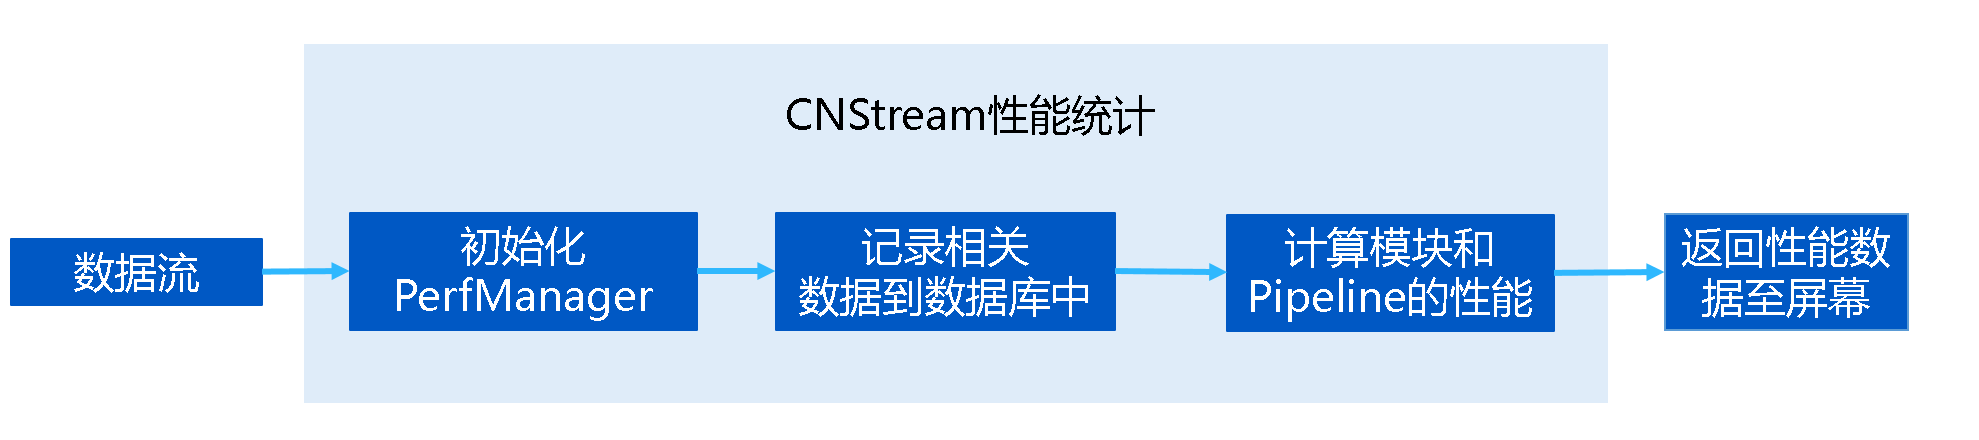 CNStream性能统计
数据流
初始化
PerfManager
记录相关
数据到数据库中
计算模块和
Pipeline的性能
返回性能数
据至屏幕